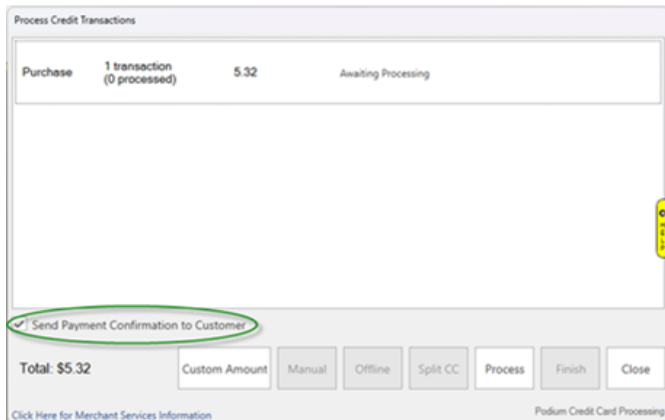 Process Credit Transactions
Purchase 1 transaction 5.32 Awaiting Processing
(0 processed)
HELP
Send Payment Confirmation to Customer
Total: $5.32 Custom Amount Manual Offline Split CC Process Finish Close
Click Here for Merchant Services Information Podium Credit Card Processing